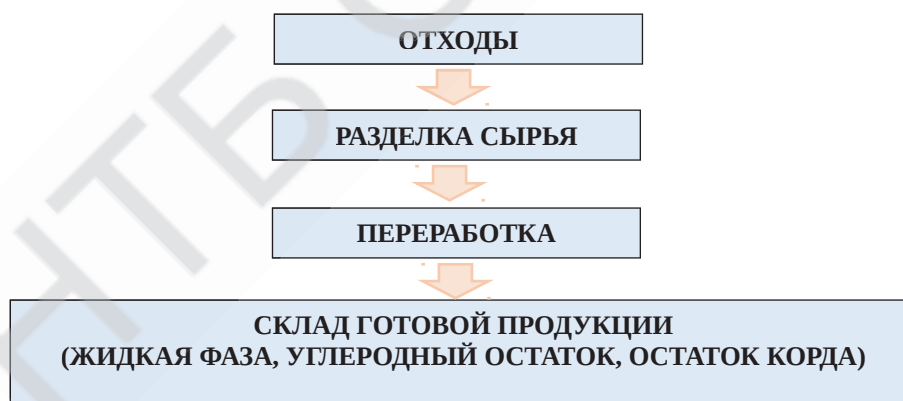 ОТХОДЫ
РАЗДЕЛКА СЫРЬЯ
ПЕРЕРАБОТКА
СКЛАД ГОТОВОЙ ПРОДУКЦИИ
(ЖИДКАЯ ФАЗА, УГЛЕРОДНЫЙ ОСТАТОК, ОСТАТОК КОРДА)